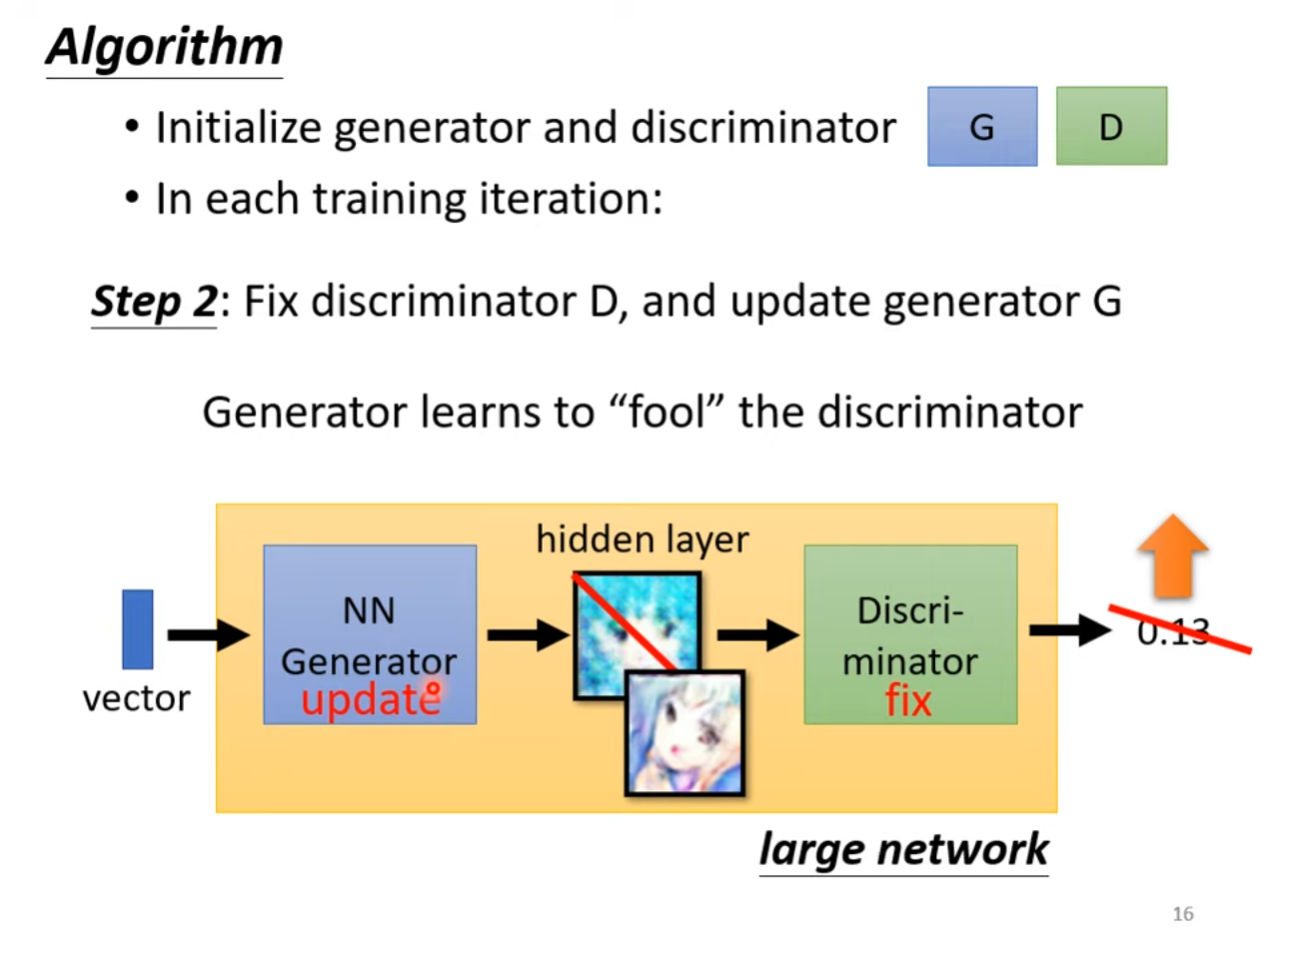 Algorithm
• Initialize generator and discriminator G D
• In each training iteration:
Step 2: Fix discriminator D, and update generator G
Generator learns to “fool” the discriminator
hidden layer
NN
Generator
update
Discri-
minator
fix
vector
0.13
large network
16